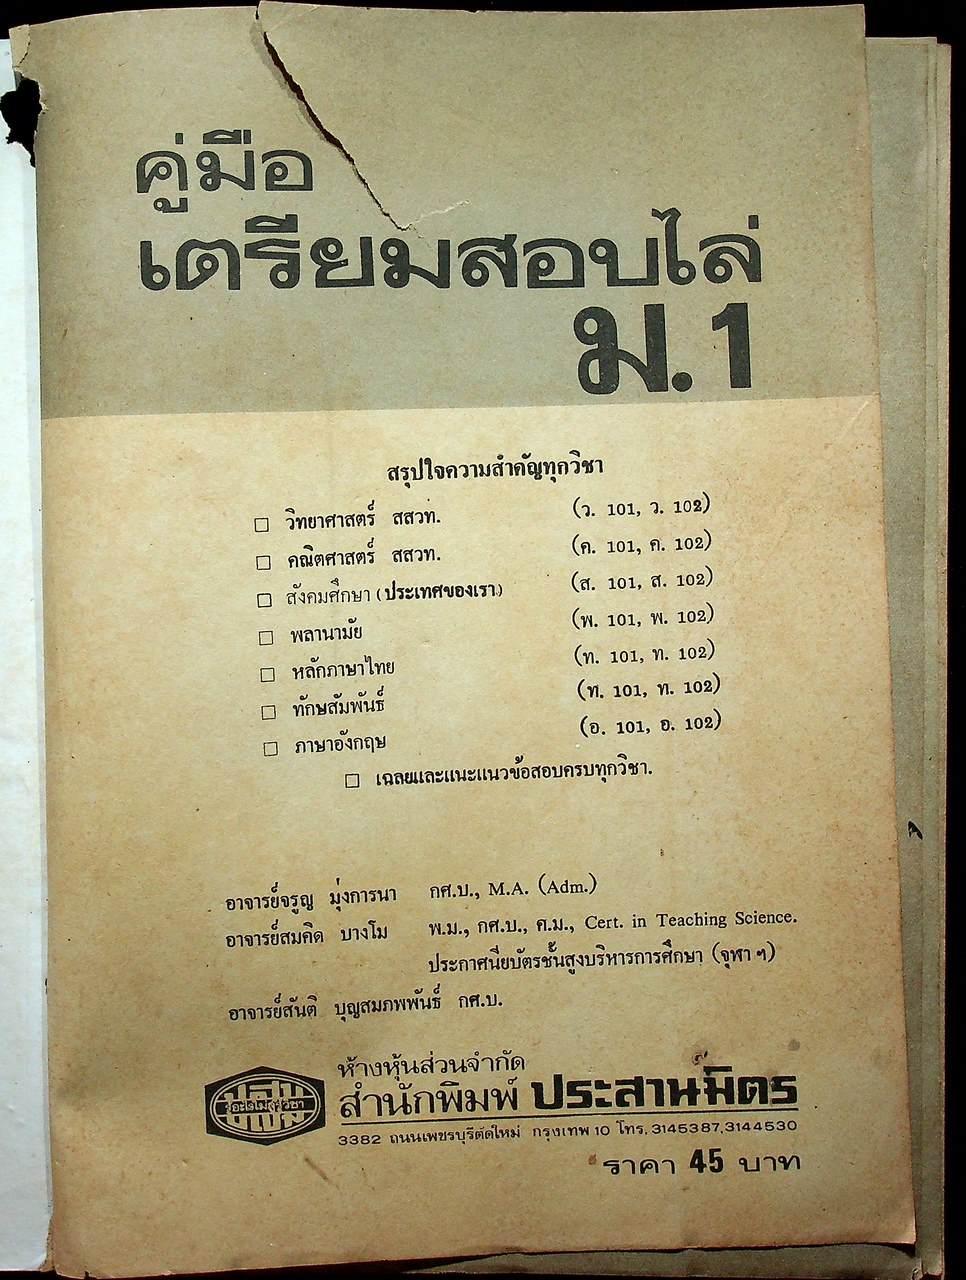 คู่มือ
เตรียมสอบไล่
ม.1
สรุปใจความสำคัญทุกวิชา
วิทยาศาสตร์ สสวท. (ว. 101, ว. 102)
คณิตศาสตร์ สสวท. (ค. 101, ค. 102)
สังคมศึกษา (ประเทศของเรา) (ส. 101, ส. 102)
พลานามัย (พ. 101, พ. 102)
หลักภาษาไทย (ท. 101, ท. 102)
ทักษสัมพันธ์ (ท. 101, ท. 102)
ภาษาอังกฤษ (อ. 101, อ. 102)
เฉลยและแนะแนวข้อสอบครบทุกวิชา.
อาจารย์จรูญ มุ่งการนา กศ.บ., M.A. (Adm.)
อาจารย์สมคิด บางโม พ.ม., กศ.บ., ศ.ม., Cert. in Teaching Science.
ประกาศนียบัตรชั้นสูงบริหารการศึกษา (จุฬา ฯ)
อาจารย์สันติ บุญสมภพพันธ์ กศ.บ.
ห้างหุ้นส่วนจำกัด
สำนักพิมพ์ ประสานมิตร
3382 ถนนเพชรบุรีตัดใหม่ กรุงเทพ 10 โทร. 3145387, 3144530
ราคา 45 บาท